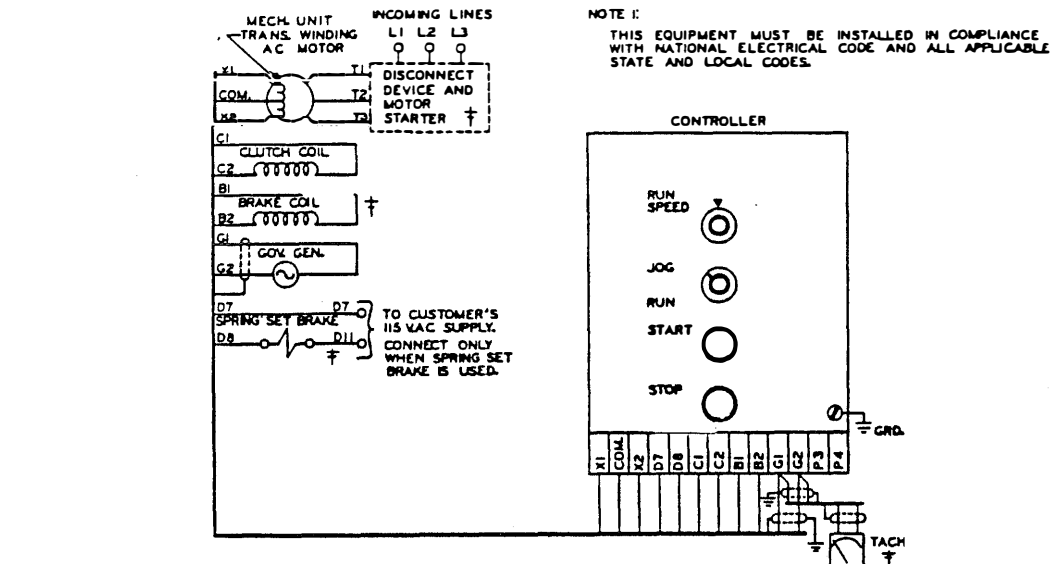 MECH. UNIT
TRANS. WINDING
AC MOTOR
INCOMING LINES
L1 L2 L3
NOTE 1:
THIS EQUIPMENT MUST BE INSTALLED IN COMPLIANCE
WITH NATIONAL ELECTRICAL CODE AND ALL APPLICABLE
STATE AND LOCAL CODES.
X1
T1
COM.
T2
X2
T3
DISCONNECT
DEVICE AND
MOTOR
STARTER
CONTROLLER
C1
CLUTCH COIL
C2
B1
BRAKE COIL
B2
G1
GOV. GEN.
G2
D7
D7
SPRING SET BRAKE
D8
D11
TO CUSTOMER'S
115 V.AC SUPPLY.
CONNECT ONLY
WHEN SPRING SET
BRAKE IS USED.
RUN
SPEED
JOG
RUN
START
STOP
GRD.
X1 COM. X2 D7 D8 C1 C2 B1 B2 G1 G2 P3 P4
TACH